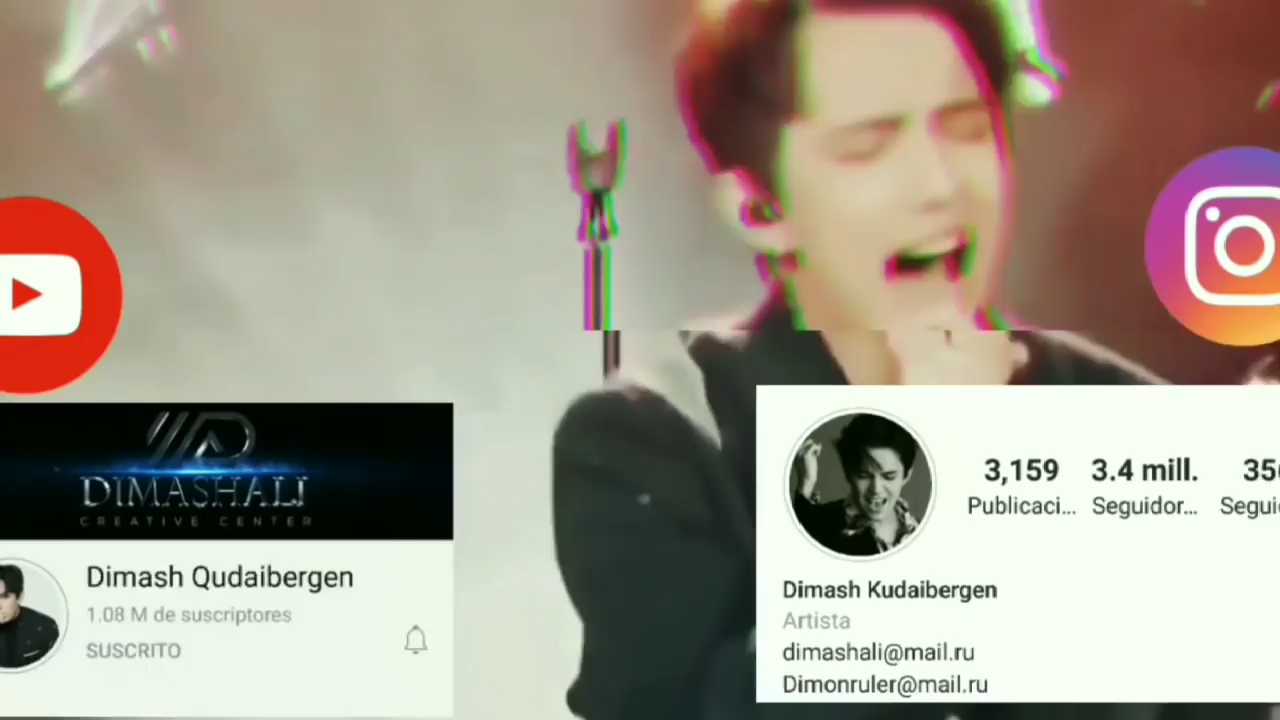 DIMASHALI
CREATIVE CENTER
Dimash Qudaibergen
1.08 M de suscriptores
SUSCRITO
3,159 3.4 mill.
Publicaci... Seguidor...
Dimash Kudaibergen
Artista
dimashali@mail.ru
Dimonruler@mail.ru